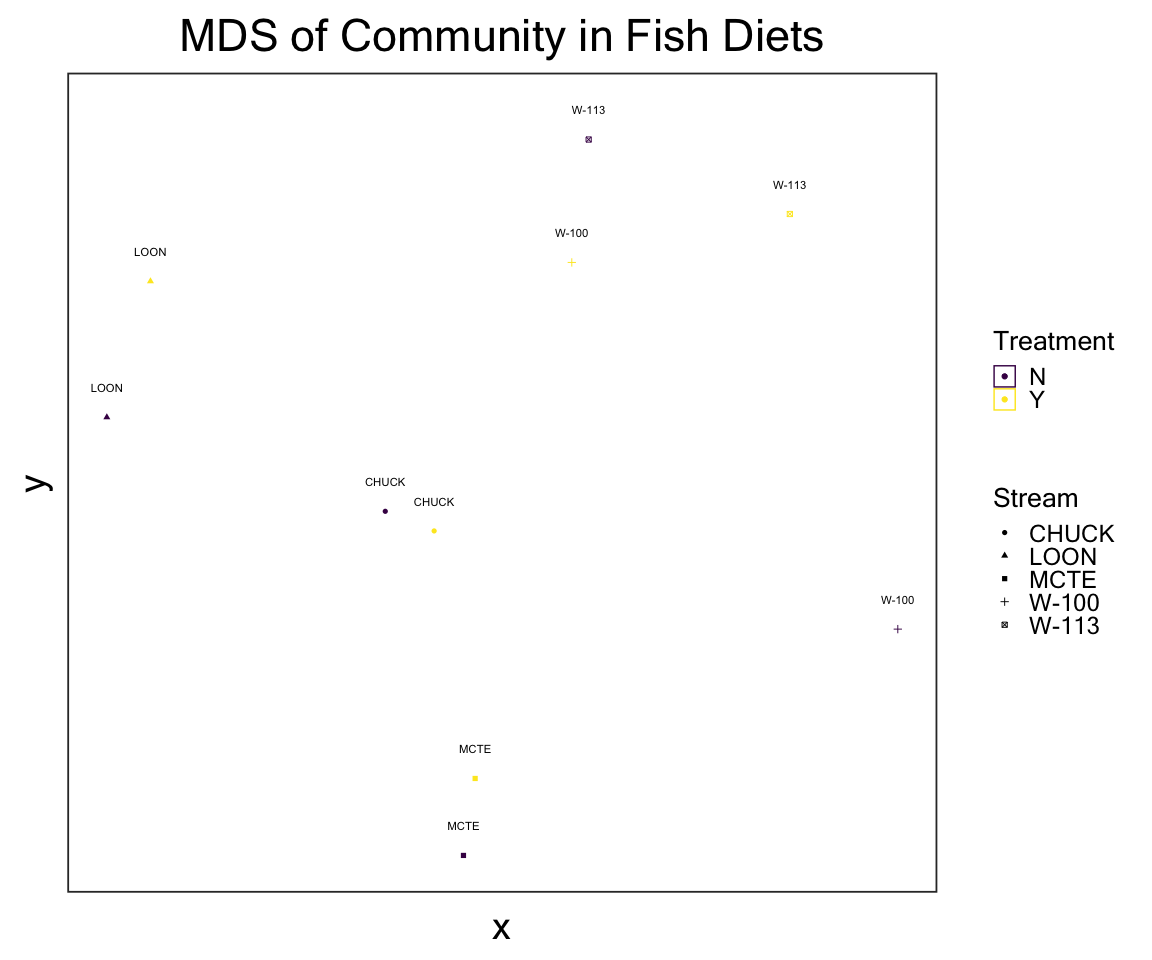 MDS of Community in Fish Diets
W-113
W-113
W-100
LOON
LOON
CHUCK
CHUCK
W-100
MCTE
MCTE
y
x
Treatment
N
Y
Stream
CHUCK
LOON
MCTE
W-100
W-113